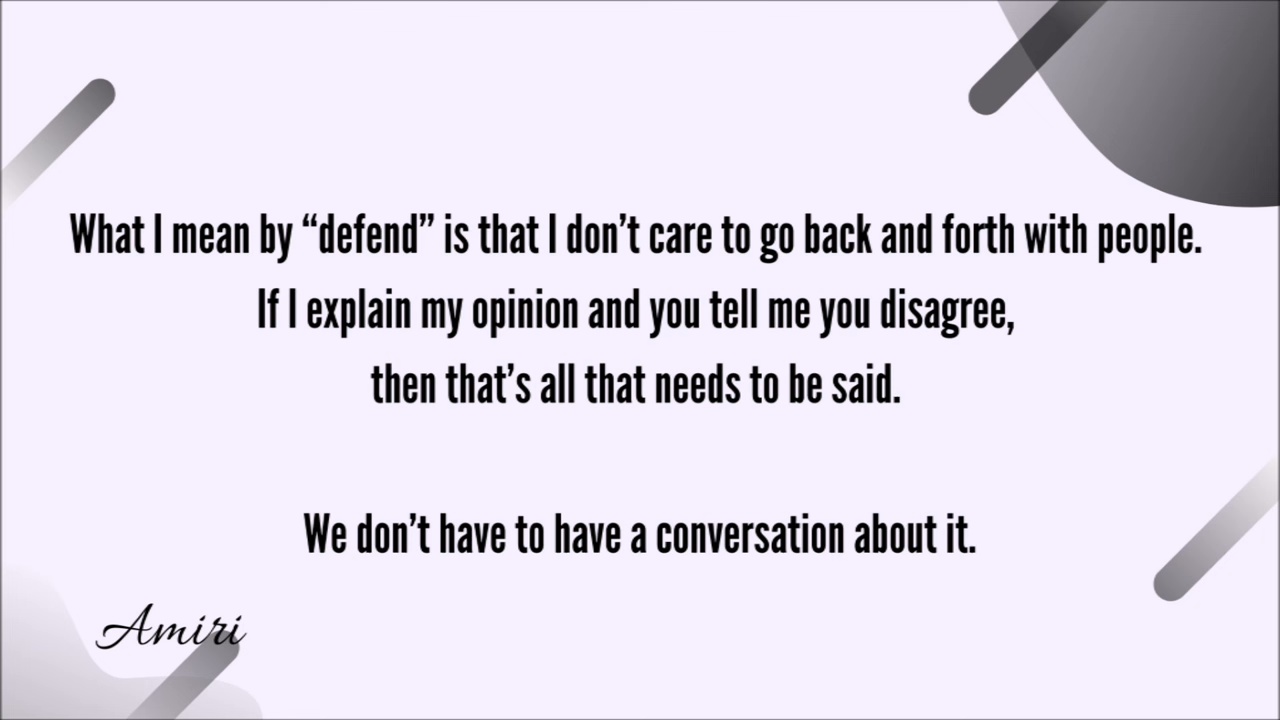 What I mean by “defend” is that I don’t care to go back and forth with people.
If I explain my opinion and you tell me you disagree,
then that’s all that needs to be said.
We don’t have to have a conversation about it.
Amiri